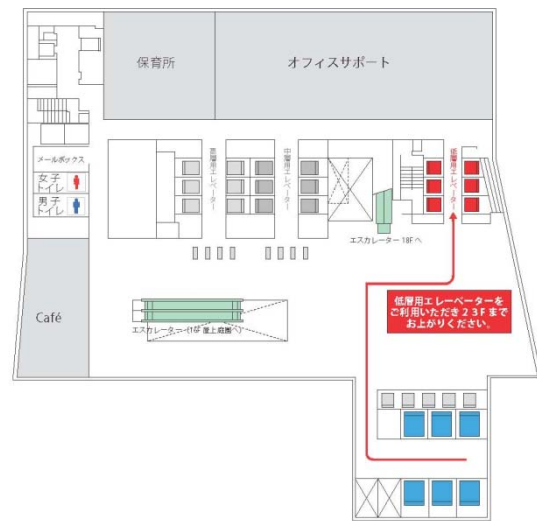 保育所
オフィスサポート
メールボックス
女子
トイレ
男子
トイレ
高層用エレベーター
中層用エレベーター
低層用エレベーター
エスカレーター 18F へ
Café
エスカレーター (1F 屋上庭園へ)
低層用エレーベーターを
ご利用いただき23Fまで
お上がりください。